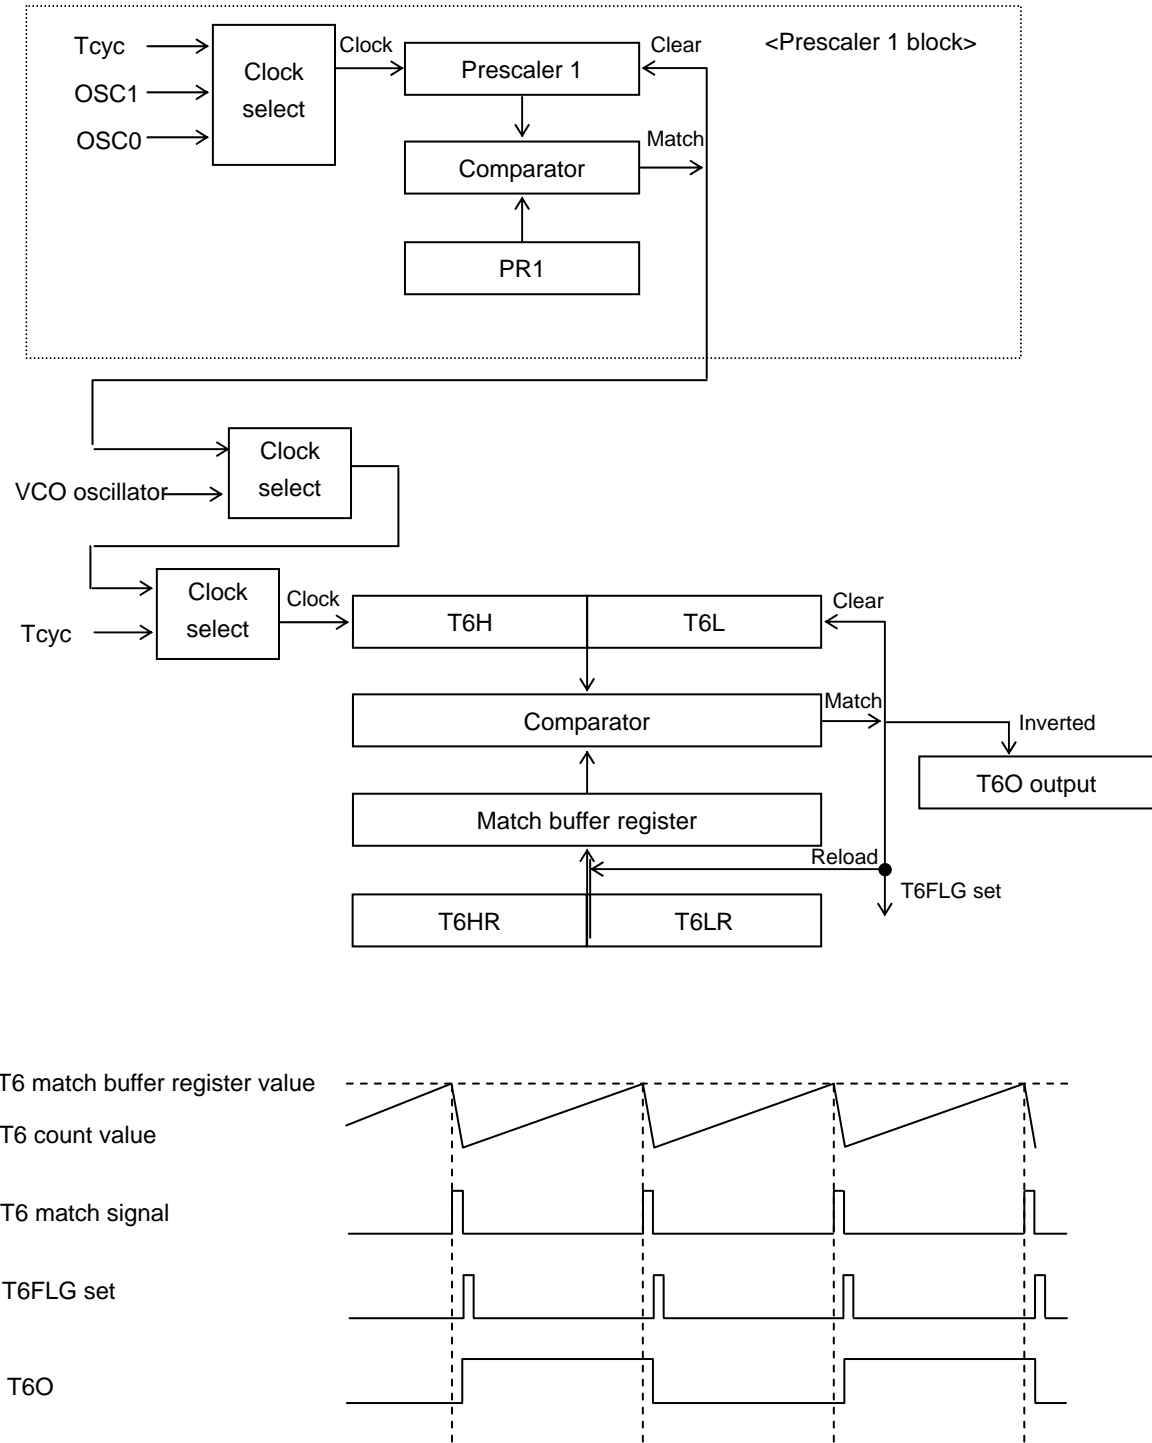 <Prescaler 1 block>
Tcyc
OSC1
OSC0
Clock
select
Clock
Prescaler 1
Clear
Comparator
Match
PR1
VCO oscillator
Clock
select
Tcyc
Clock
select
Clock
T6H
T6L
Clear
Comparator
Match
Inverted
T6O output
Match buffer register
Reload
T6FLG set
T6HR
T6LR
T6 match buffer register value
T6 count value
T6 match signal
T6FLG set
T6O